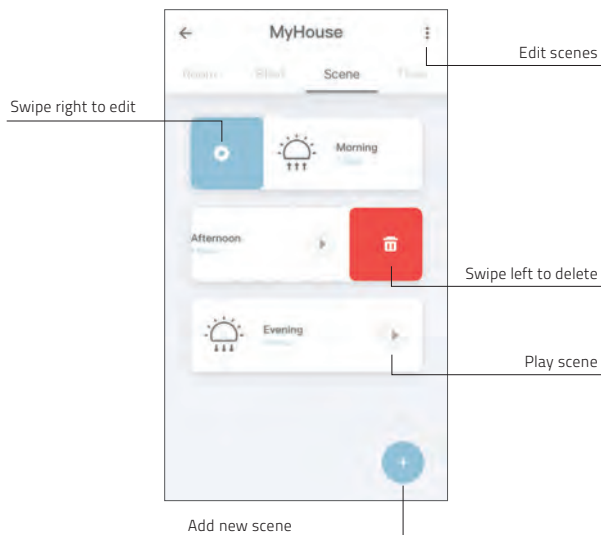 MyHouse
Edit scenes
Scene
Swipe right to edit
Morning
Afternoon
Swipe left to delete
Evening
Play scene
Add new scene